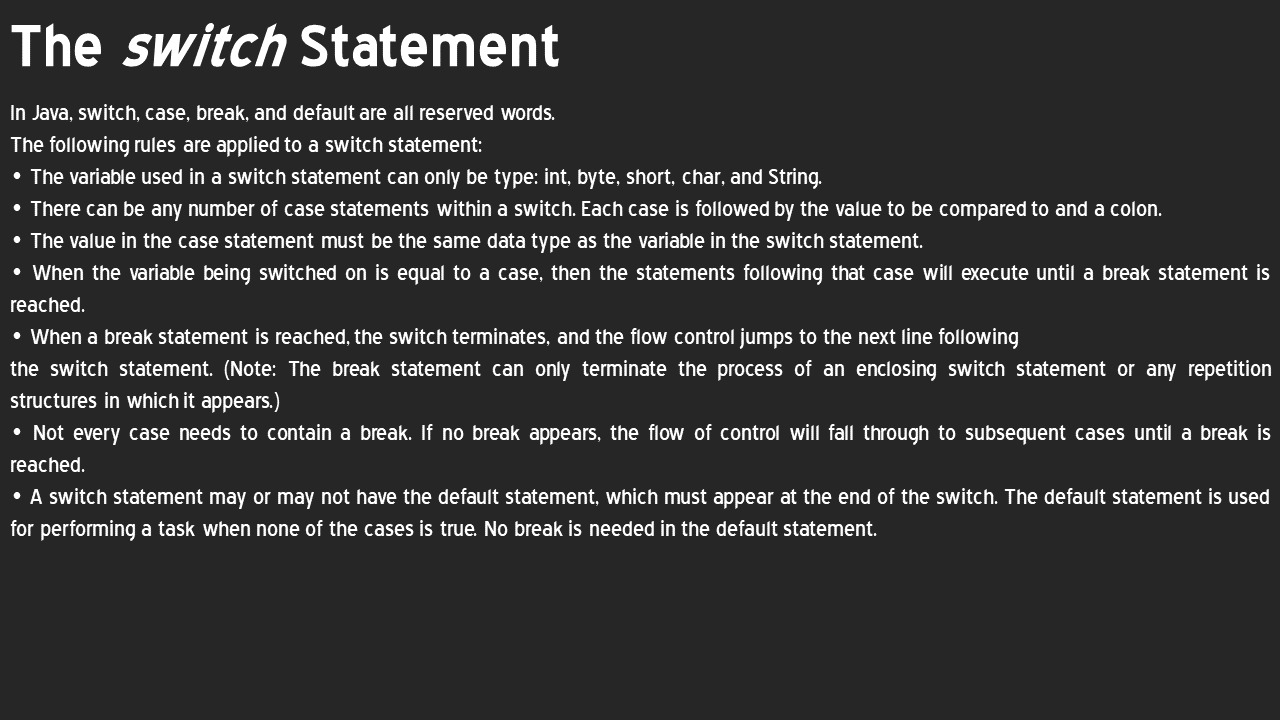 The switch Statement
In Java, switch, case, break, and default are all reserved words.
The following rules are applied to a switch statement:
• The variable used in a switch statement can only be type: int, byte, short, char, and String.
• There can be any number of case statements within a switch. Each case is followed by the value to be compared to and a colon.
• The value in the case statement must be the same data type as the variable in the switch statement.
• When the variable being switched on is equal to a case, then the statements following that case will execute until a break statement is
reached.
• When a break statement is reached, the switch terminates, and the flow control jumps to the next line following
the switch statement. (Note: The break statement can only terminate the process of an enclosing switch statement or any repetition
structures in which it appears.)
• Not every case needs to contain a break. If no break appears, the flow of control will fall through to subsequent cases until a break is
reached.
• A switch statement may or may not have the default statement, which must appear at the end of the switch. The default statement is used
for performing a task when none of the cases is true. No break is needed in the default statement.